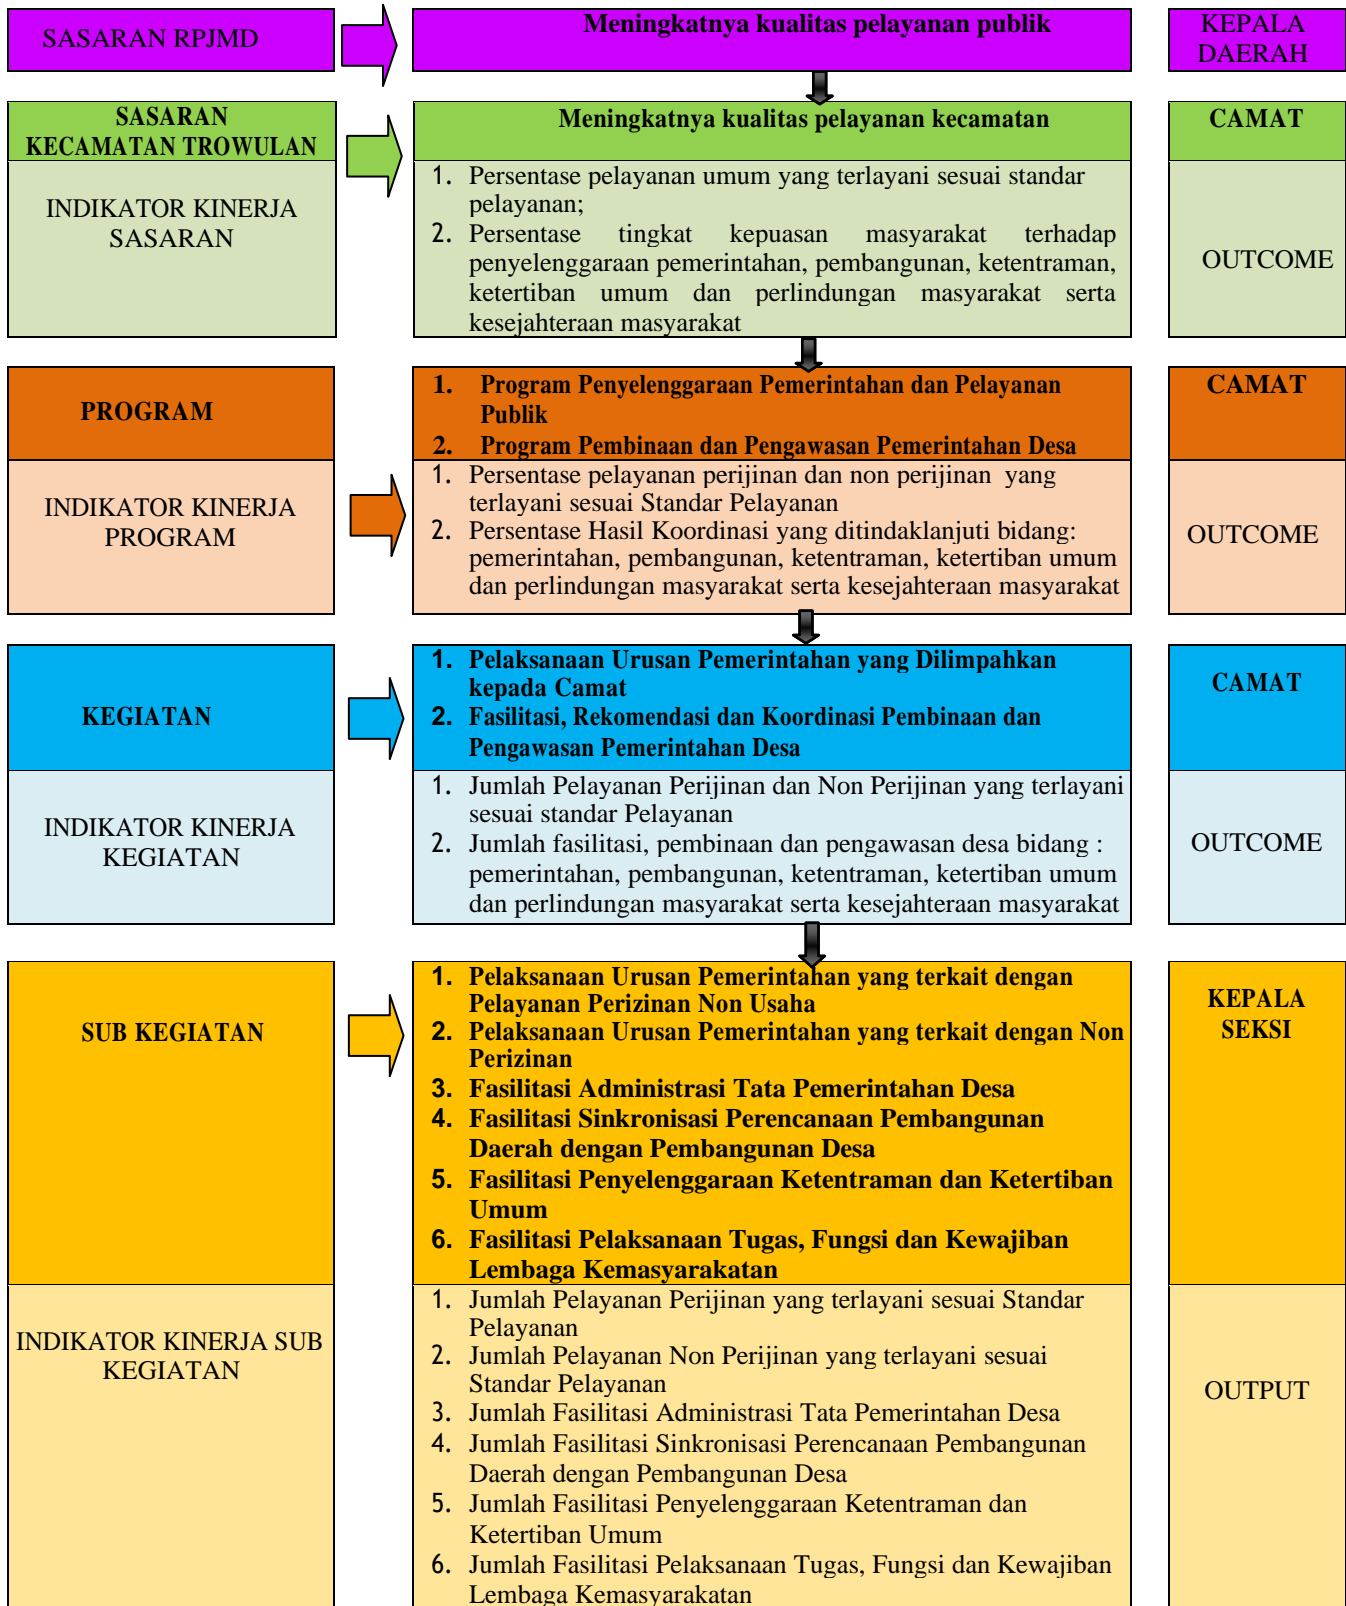 SASARAN RPJMD
Meningkatnya kualitas pelayanan publik
KEPALA
DAERAH
SASARAN
KECAMATAN TROWULAN
Meningkatnya kualitas pelayanan kecamatan
CAMAT
INDIKATOR KINERJA
SASARAN
1. Persentase pelayanan umum yang terlayani sesuai standar
pelayanan;
2. Persentase tingkat kepuasan masyarakat terhadap
penyelenggaraan pemerintahan, pembangunan, ketentraman,
ketertiban umum dan perlindungan masyarakat serta
kesejahteraan masyarakat
OUTCOME
PROGRAM
1. Program Penyelenggaraan Pemerintahan dan Pelayanan
Publik
2. Program Pembinaan dan Pengawasan Pemerintahan Desa
CAMAT
INDIKATOR KINERJA
PROGRAM
1. Persentase pelayanan perijinan dan non perijinan yang
terlayani sesuai Standar Pelayanan
2. Persentase Hasil Koordinasi yang ditindaklanjuti bidang:
pemerintahan, pembangunan, ketentraman, ketertiban umum
dan perlindungan masyarakat serta kesejahteraan masyarakat
OUTCOME
KEGIATAN
1. Pelaksanaan Urusan Pemerintahan yang Dilimpahkan
kepada Camat
2. Fasilitasi, Rekomendasi dan Koordinasi Pembinaan dan
Pengawasan Pemerintahan Desa
CAMAT
INDIKATOR KINERJA
KEGIATAN
1. Jumlah Pelayanan Perijinan dan Non Perijinan yang terlayani
sesuai standar Pelayanan
2. Jumlah fasilitasi, pembinaan dan pengawasan desa bidang :
pemerintahan, pembangunan, ketentraman, ketertiban umum
dan perlindungan masyarakat serta kesejahteraan masyarakat
OUTCOME
SUB KEGIATAN
1. Pelaksanaan Urusan Pemerintahan yang terkait dengan
Pelayanan Perizinan Non Usaha
2. Pelaksanaan Urusan Pemerintahan yang terkait dengan Non
Perizinan
3. Fasilitasi Administrasi Tata Pemerintahan Desa
4. Fasilitasi Sinkronisasi Perencanaan Pembangunan
Daerah dengan Pembangunan Desa
5. Fasilitasi Penyelenggaraan Ketentraman dan Ketertiban
Umum
6. Fasilitasi Pelaksanaan Tugas, Fungsi dan Kewajiban
Lembaga Kemasyarakatan
KEPALA
SEKSI
INDIKATOR KINERJA SUB
KEGIATAN
1. Jumlah Pelayanan Perijinan yang terlayani sesuai Standar
Pelayanan
2. Jumlah Pelayanan Non Perijinan yang terlayani sesuai
Standar Pelayanan
3. Jumlah Fasilitasi Administrasi Tata Pemerintahan Desa
4. Jumlah Fasilitasi Sinkronisasi Perencanaan Pembangunan
Daerah dengan Pembangunan Desa
5. Jumlah Fasilitasi Penyelenggaraan Ketentraman dan
Ketertiban Umum
6. Jumlah Fasilitasi Pelaksanaan Tugas, Fungsi dan Kewajiban
Lembaga Kemasyarakatan
OUTPUT